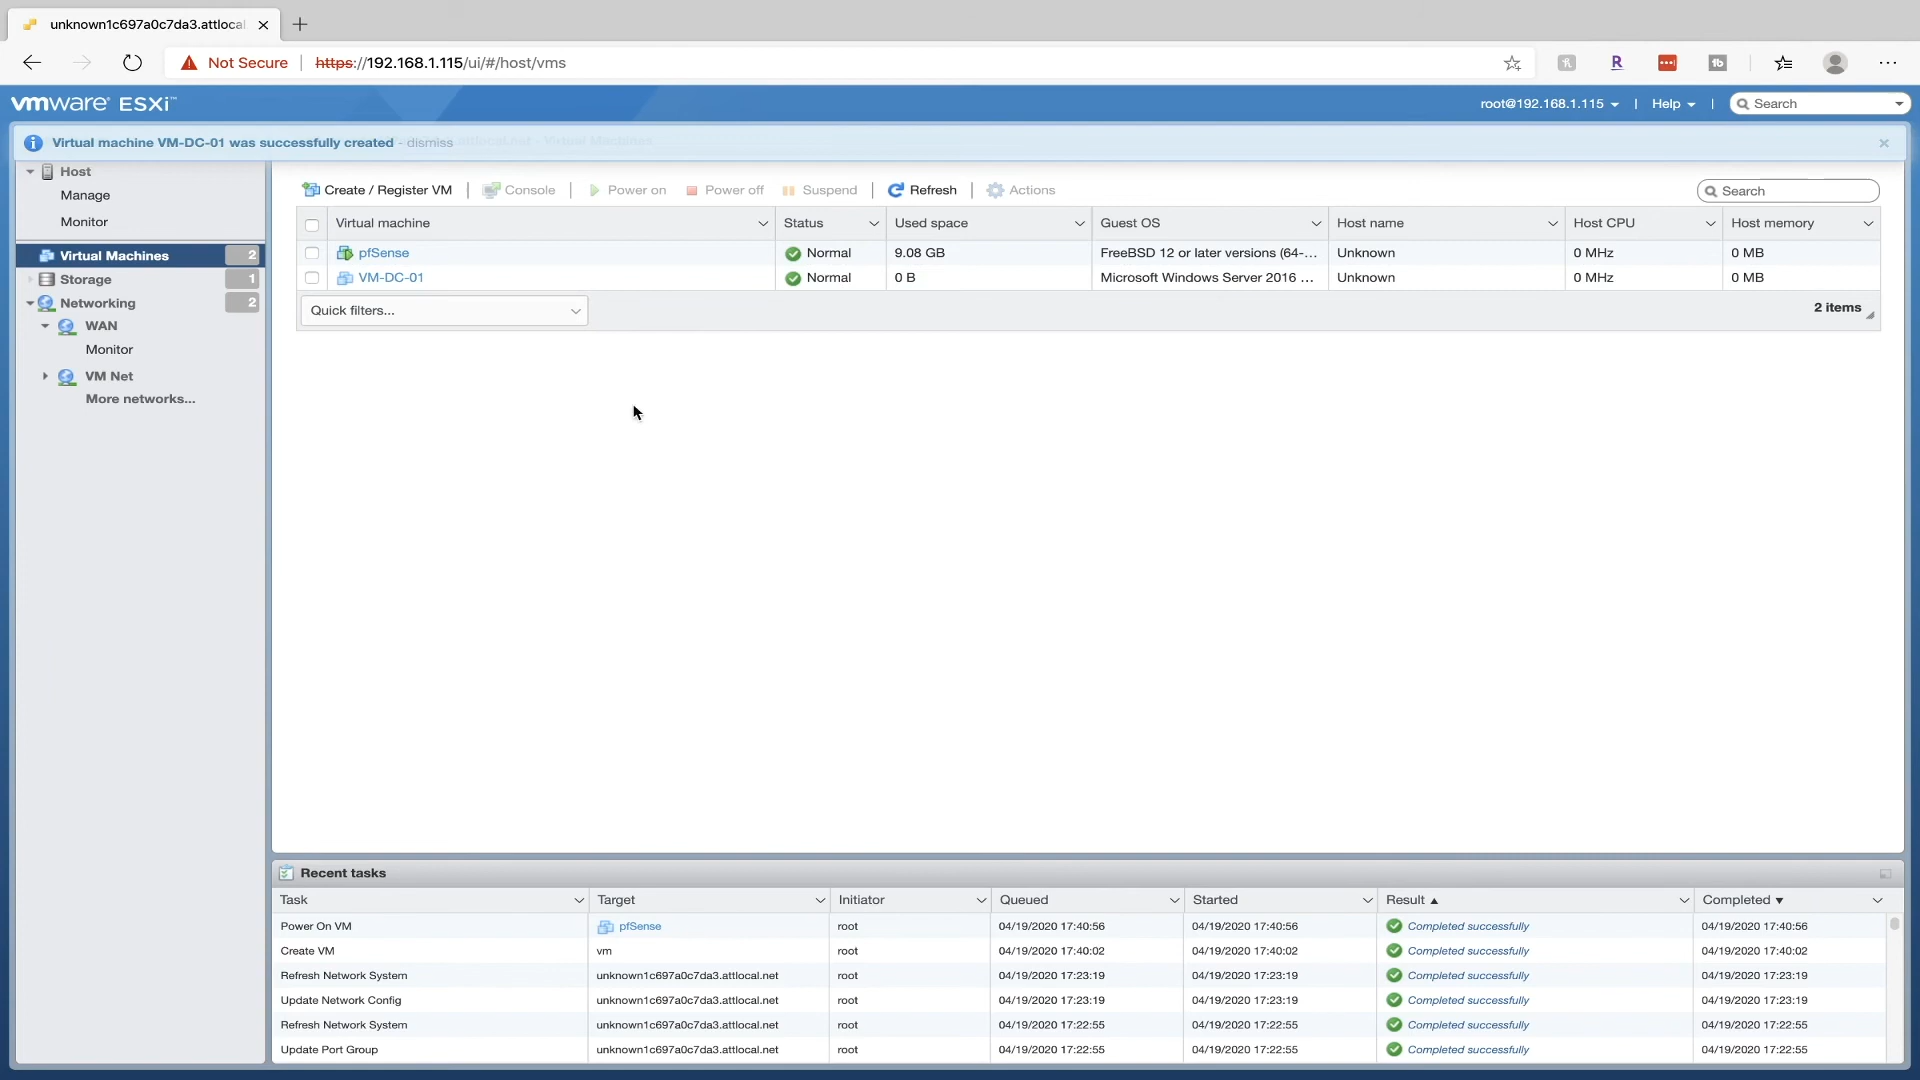 unknown1c697a0c7da3.attlocal
Not Secure https://192.168.1.115/ui/#/host/vms
vmware ESXi™
root@192.168.1.115 | Help | Search
Virtual machine VM-DC-01 was successfully created - dismiss
Host
Manage
Monitor
Virtual Machines 2
Storage 1
Networking 2
WAN
Monitor
VM Net
More networks...
Create / Register VM | Console | Power on Power off Suspend | Refresh | Actions
Search
Virtual machine Status Used space Guest OS Host name Host CPU Host memory
pfSense Normal 9.08 GB FreeBSD 12 or later versions (64-... Unknown 0 MHz 0 MB
VM-DC-01 Normal 0 B Microsoft Windows Server 2016 ... Unknown 0 MHz 0 MB
Quick filters...
2 items
Recent tasks
Task Target Initiator Queued Started Result Completed
Power On VM pfSense root 04/19/2020 17:40:56 04/19/2020 17:40:56 Completed successfully 04/19/2020 17:40:56
Create VM vm root 04/19/2020 17:40:02 04/19/2020 17:40:02 Completed successfully 04/19/2020 17:40:02
Refresh Network System unknown1c697a0c7da3.attlocal.net root 04/19/2020 17:23:19 04/19/2020 17:23:19 Completed successfully 04/19/2020 17:23:19
Update Network Config unknown1c697a0c7da3.attlocal.net root 04/19/2020 17:23:19 04/19/2020 17:23:19 Completed successfully 04/19/2020 17:23:19
Refresh Network System unknown1c697a0c7da3.attlocal.net root 04/19/2020 17:22:55 04/19/2020 17:22:55 Completed successfully 04/19/2020 17:22:55
Update Port Group unknown1c697a0c7da3.attlocal.net root 04/19/2020 17:22:55 04/19/2020 17:22:55 Completed successfully 04/19/2020 17:22:55